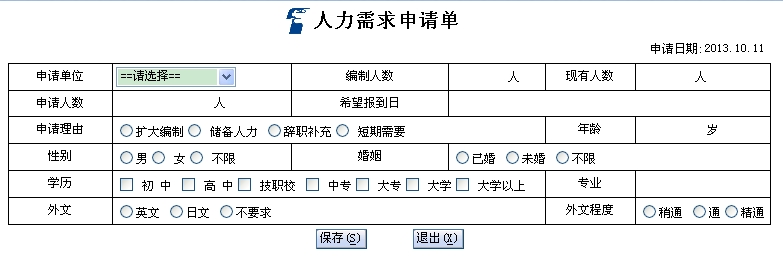 人力需求申请单
申请日期:2013.10.11
申请单位 ==请选择== 编制人数 人 现有人数 人
申请人数 人 希望报到日
申请理由 扩大编制 储备人力 辞职补充 短期需要 年龄 岁
性别 男 女 不限 婚姻 已婚 未婚 不限
学历 初 中 高 中 技职校 中专 大专 大学 大学以上 专业
外文 英文 日文 不要求 外文程度 稍通 通 精通
保存(S) 退出(X)